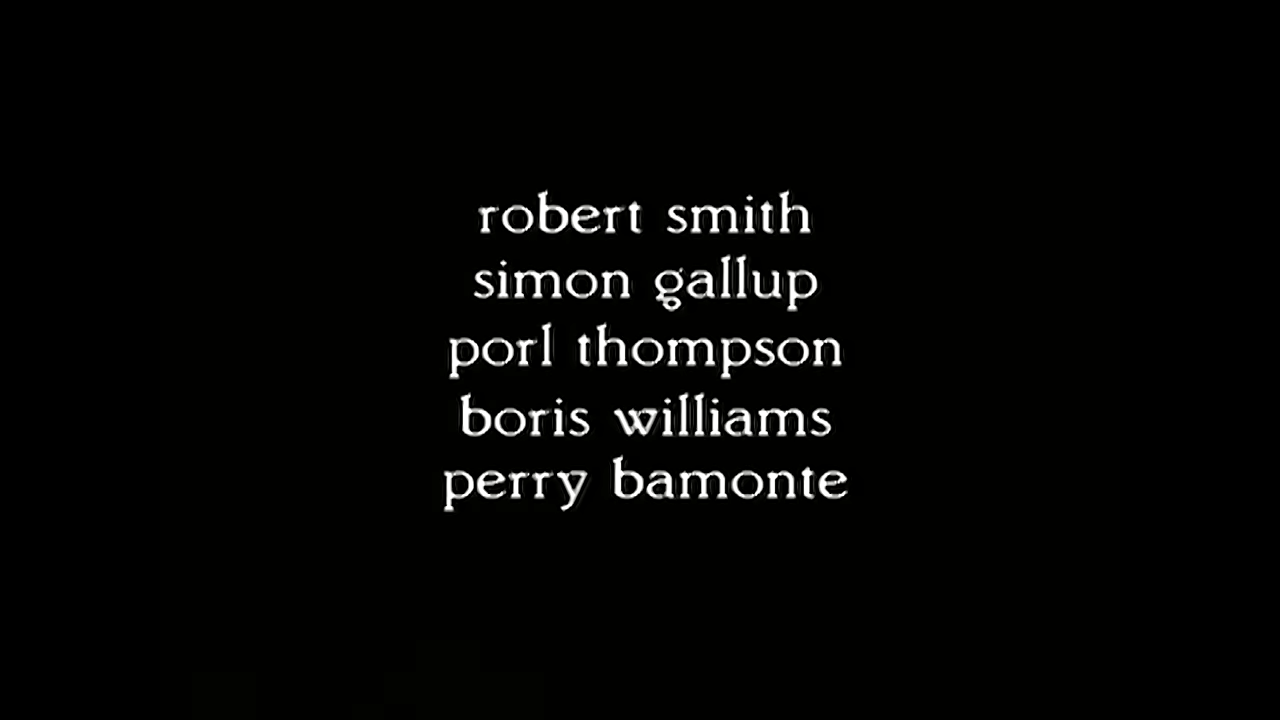 robert smith
simon gallup
porl thompson
boris williams
perry bamonte